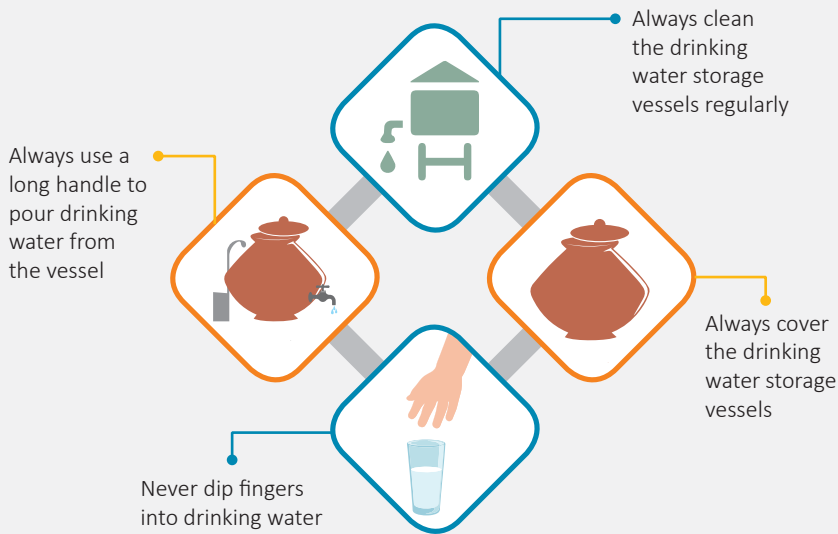 Always clean
the drinking
water storage
vessels regularly
Always use a
long handle to
pour drinking
water from
the vessel
Always cover
the drinking
water storage
vessels
Never dip fingers
into drinking water